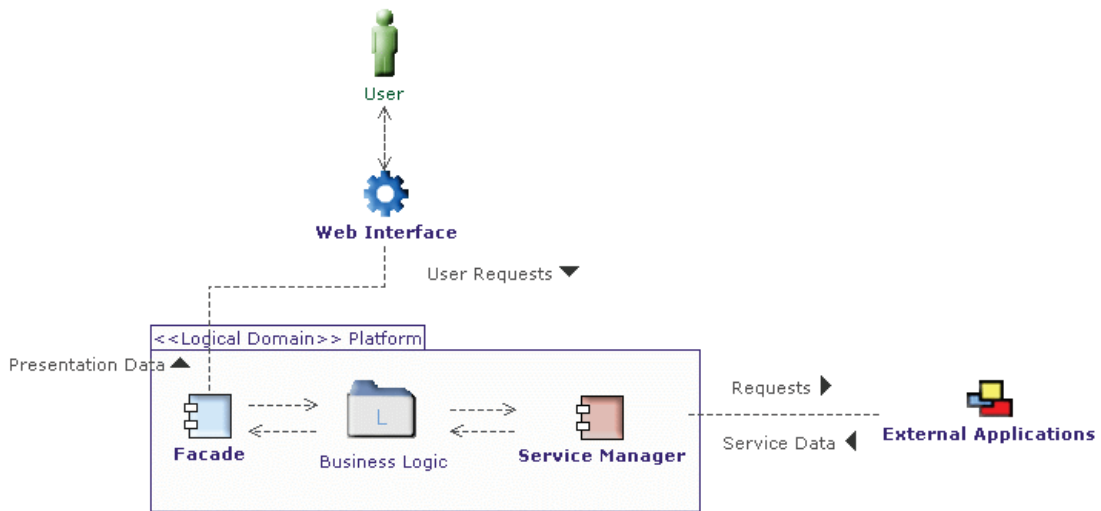 User
Web Interface
User Requests
<<Logical Domain>> Platform
Presentation Data
Requests
L
Service Data
External Applications
Facade
Business Logic
Service Manager